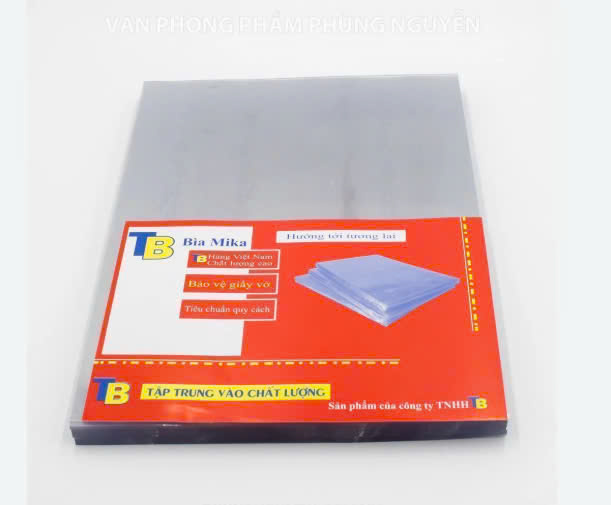 VĂN PHÒNG PHẨM PHÙNG NGUYÊN
TB Bìa Mika
Hướng tới tương lai
TB Hàng Việt Nam
Chất lượng cao
Bảo vệ giấy vở
Tiêu chuẩn quy cách
TB TẬP TRUNG VÀO CHẤT LƯỢNG
Sản phẩm của công ty TNHH TB